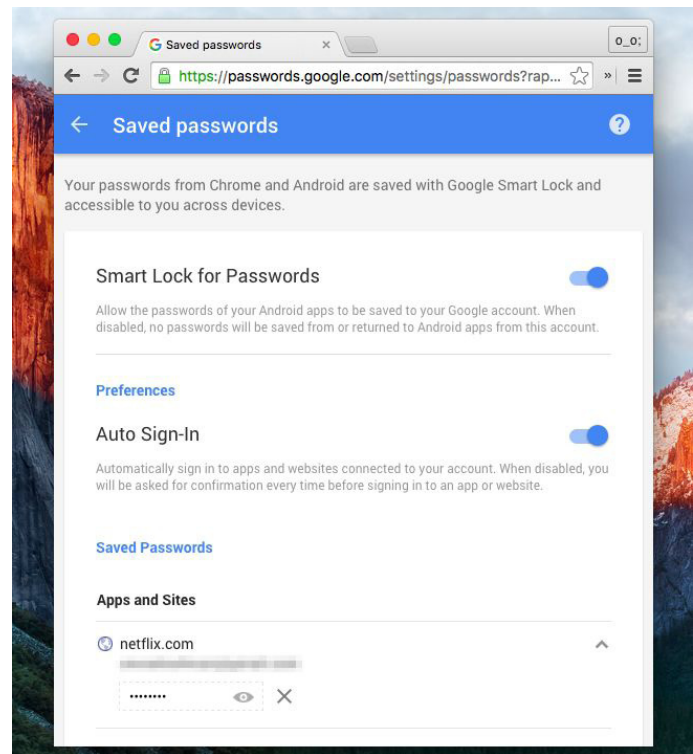 Saved passwords
o_o;
https://passwords.google.com/settings/passwords?rap...
Saved passwords
Your passwords from Chrome and Android are saved with Google Smart Lock and
accessible to you across devices.
Smart Lock for Passwords
Allow the passwords of your Android apps to be saved to your Google account. When
disabled, no passwords will be saved from or returned to Android apps from this account.
Preferences
Auto Sign-In
Automatically sign in to apps and websites connected to your account. When disabled, you
will be asked for confirmation every time before signing in to an app or website.
Saved Passwords
Apps and Sites
netflix.com
••••••••